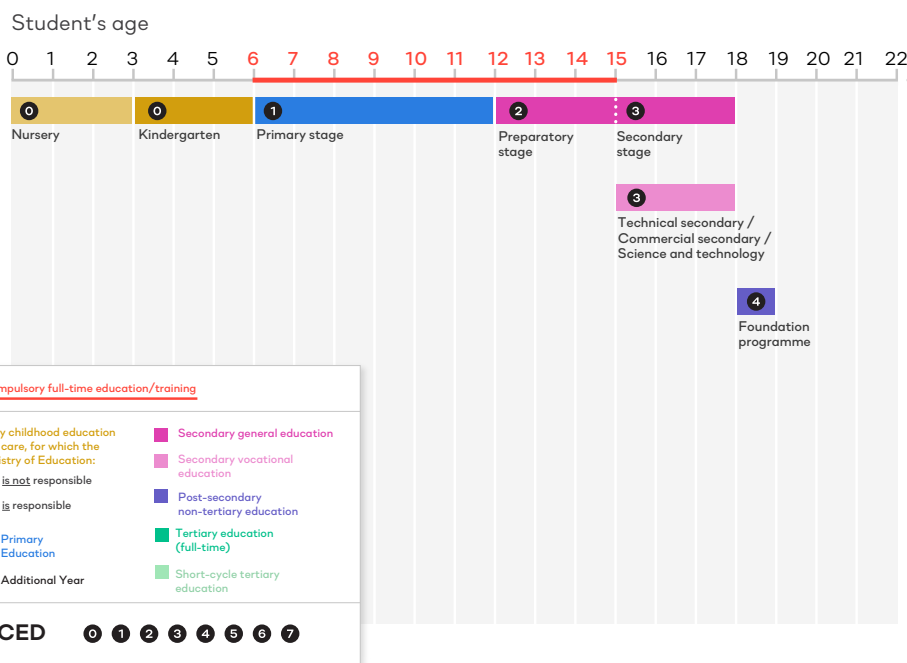 Student's age
0 1 2 3 4 5 6 7 8 9 10 11 12 13 14 15 16 17 18 19 20 21 22
0 0 1 2 3
Nursery Kindergarten Primary stage Preparatory stage Secondary stage
3
Technical secondary /
Commercial secondary /
Science and technology
4
Foundation
programme
mpulsory full-time education/training
y childhood education
care, for which the
istry of Education:
is not responsible
is responsible
Primary
Education
Additional Year
Secondary general education
Secondary vocational
education
Post-secondary
non-tertiary education
Tertiary education
(full-time)
Short-cycle tertiary
education
CED 0 1 2 3 4 5 6 7